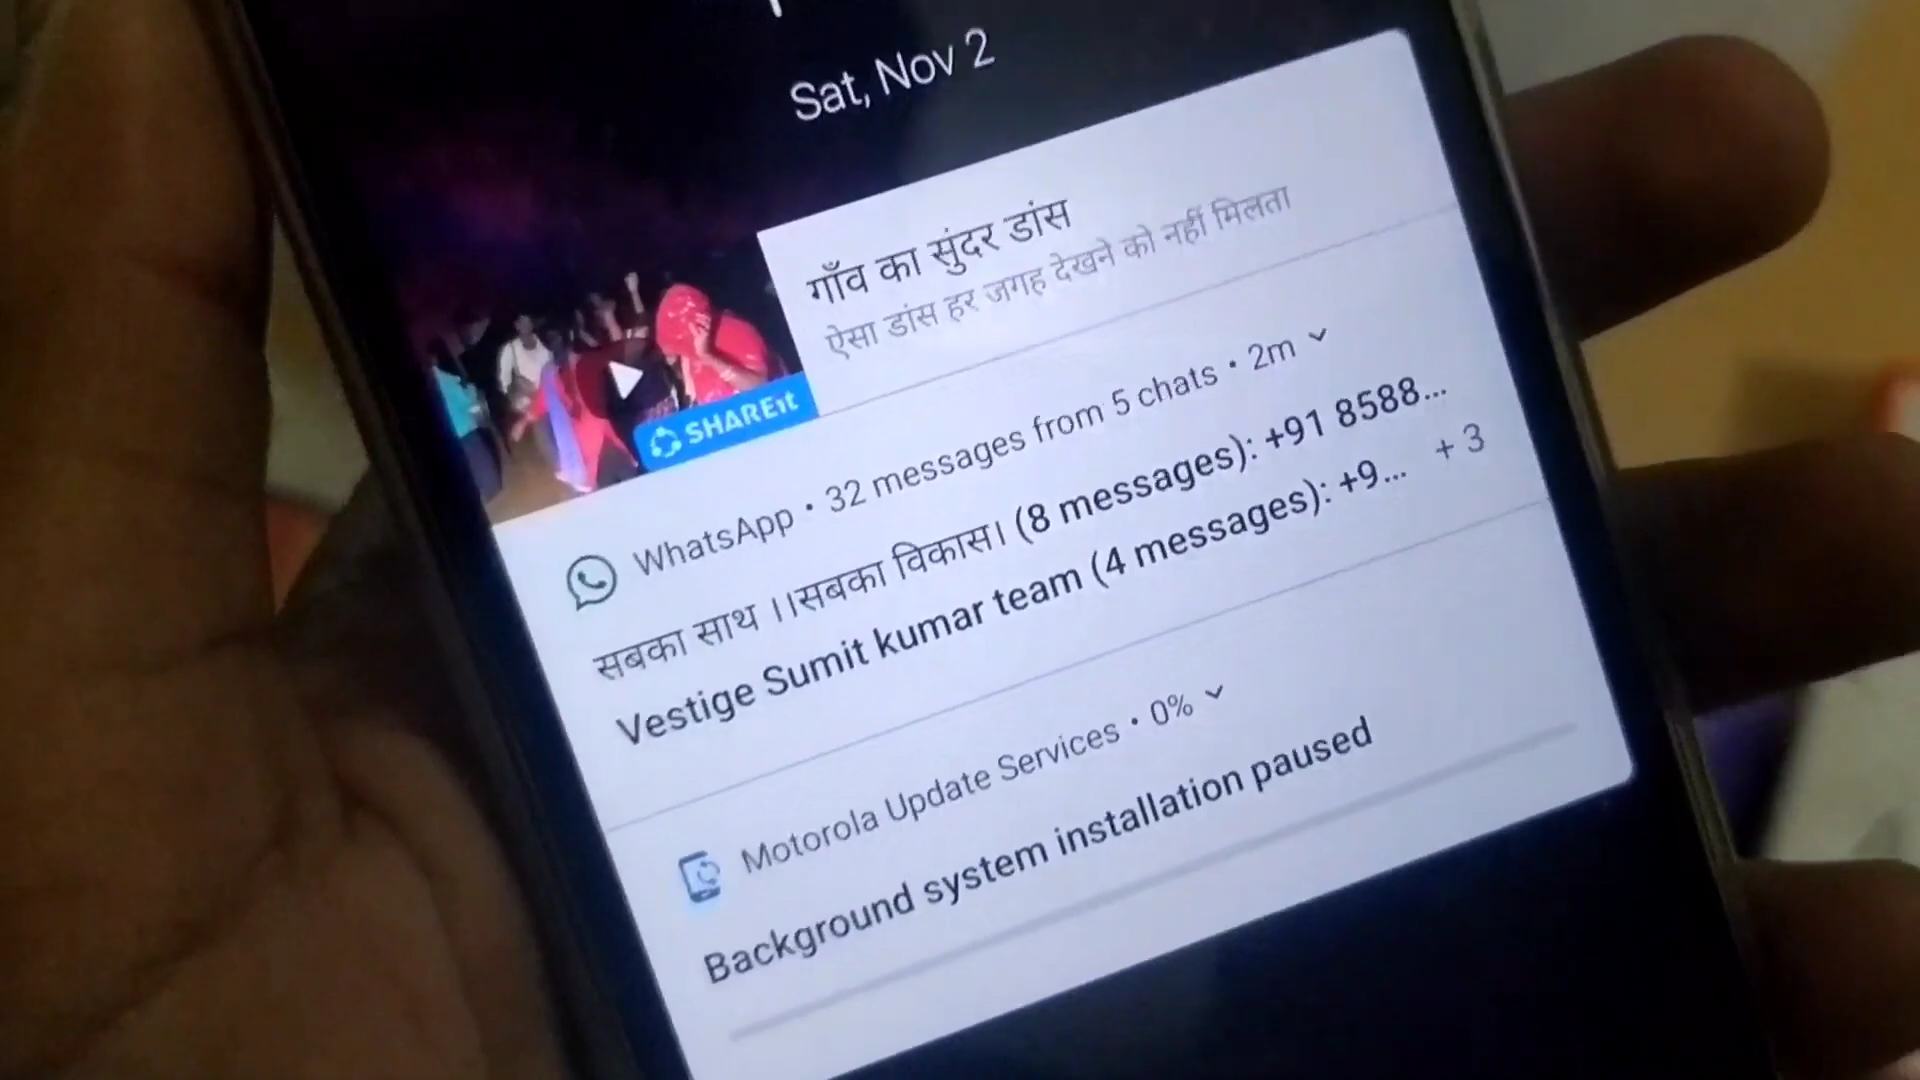 Sat, Nov 2
गाँव का सुंदर डांस
ऐसा डांस हर जगह देखने को नहीं मिलता
SHAREit
WhatsApp • 32 messages from 5 chats • 2m
सबका साथ ।।सबका विकास। (8 messages): +91 8588...
Vestige Sumit kumar team (4 messages): +9... + 3
Motorola Update Services • 0%
Background system installation paused